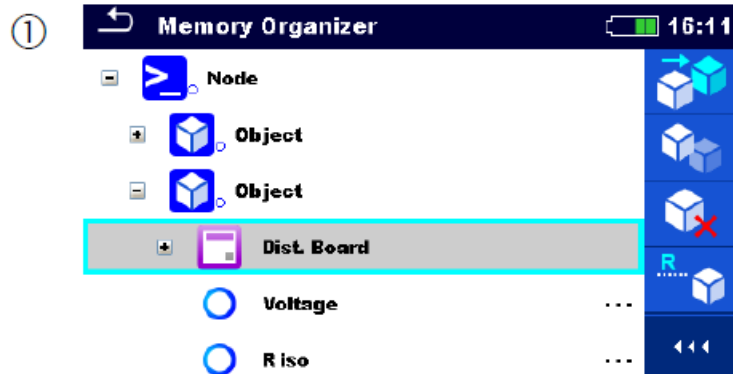 ①
Memory Organizer 16:11
Node
Object
Object
Dist. Board
Voltage ...
R iso ...
R